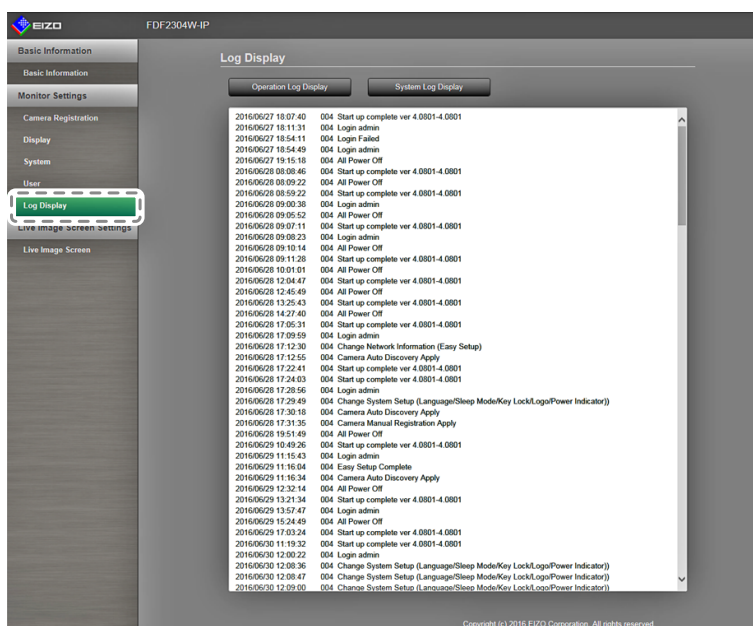 EIZO
FDF2304W-IP
Basic Information
Basic Information
Monitor Settings
Camera Registration
Display
System
User
Log Display
Live Image Screen Settings
Live Image Screen
Log Display
Operation Log Display
System Log Display
2016/06/27 18:07:40 004 Start up complete ver 4.0801-4.0801
2016/06/27 18:11:31 004 Login admin
2016/06/27 18:54:11 004 Login Failed
2016/06/27 18:54:49 004 Login admin
2016/06/27 19:15:18 004 All Power Off
2016/06/28 08:08:46 004 Start up complete ver 4.0801-4.0801
2016/06/28 08:09:22 004 All Power Off
2016/06/28 08:59:22 004 Start up complete ver 4.0801-4.0801
2016/06/28 09:00:38 004 Login admin
2016/06/28 09:05:52 004 All Power Off
2016/06/28 09:07:11 004 Start up complete ver 4.0801-4.0801
2016/06/28 09:08:23 004 Login admin
2016/06/28 09:10:14 004 All Power Off
2016/06/28 09:11:28 004 Start up complete ver 4.0801-4.0801
2016/06/28 10:01:01 004 All Power Off
2016/06/28 12:04:47 004 Start up complete ver 4.0801-4.0801
2016/06/28 12:45:49 004 All Power Off
2016/06/28 13:25:43 004 Start up complete ver 4.0801-4.0801
2016/06/28 14:27:40 004 All Power Off
2016/06/28 17:05:31 004 Start up complete ver 4.0801-4.0801
2016/06/28 17:09:59 004 Login admin
2016/06/28 17:12:30 004 Change Network Information (Easy Setup)
2016/06/28 17:12:55 004 Camera Auto Discovery Apply
2016/06/28 17:22:41 004 Start up complete ver 4.0801-4.0801
2016/06/28 17:24:03 004 Start up complete ver 4.0801-4.0801
2016/06/28 17:28:56 004 Login admin
2016/06/28 17:29:49 004 Change System Setup (Language/Sleep Mode/Key Lock/Logo/Power Indicator))
2016/06/28 17:30:18 004 Camera Auto Discovery Apply
2016/06/28 17:31:35 004 Camera Manual Registration Apply
2016/06/28 19:51:49 004 All Power Off
2016/06/29 10:49:26 004 Start up complete ver 4.0801-4.0801
2016/06/29 11:15:43 004 Login admin
2016/06/29 11:16:04 004 Easy Setup Complete
2016/06/29 11:16:34 004 Camera Auto Discovery Apply
2016/06/29 12:32:14 004 All Power Off
2016/06/29 13:21:34 004 Start up complete ver 4.0801-4.0801
2016/06/29 13:57:47 004 Login admin
2016/06/29 15:24:49 004 All Power Off
2016/06/29 17:03:24 004 Start up complete ver 4.0801-4.0801
2016/06/30 11:19:32 004 Start up complete ver 4.0801-4.0801
2016/06/30 12:00:22 004 Login admin
2016/06/30 12:08:36 004 Change System Setup (Language/Sleep Mode/Key Lock/Logo/Power Indicator))
2016/06/30 12:08:47 004 Change System Setup (Language/Sleep Mode/Key Lock/Logo/Power Indicator))
2016/06/30 12:09:00 004 Change System Setup (Language/Sleep Mode/Key Lock/Logo/Power Indicator))
Copyright (c) 2016 EIZO Corporation. All rights reserved.